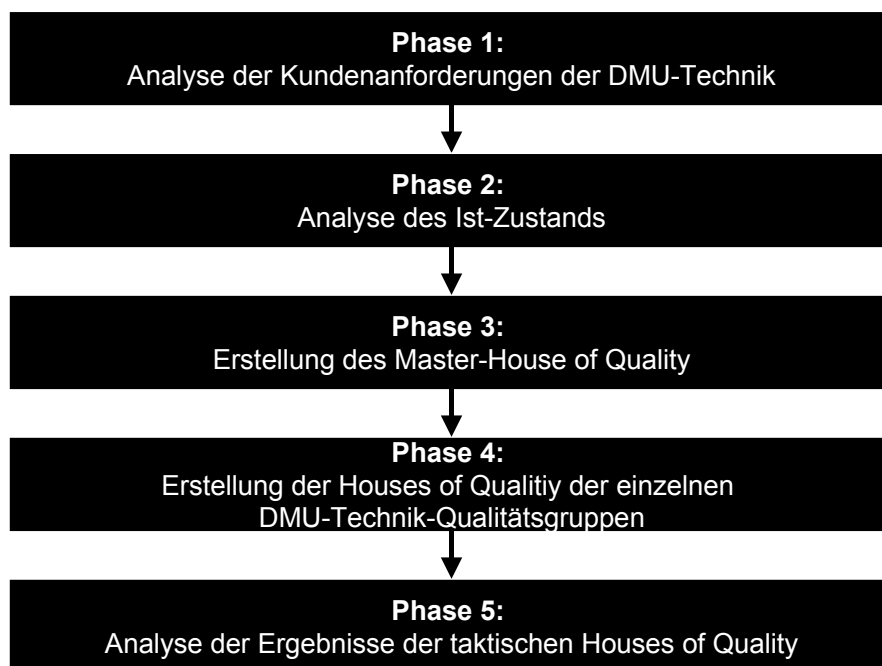 Phase 1:
Analyse der Kundenanforderungen der DMU-Technik
Phase 2:
Analyse des Ist-Zustands
Phase 3:
Erstellung des Master-House of Quality
Phase 4:
Erstellung der Houses of Qualitiy der einzelnen
DMU-Technik-Qualitätsgruppen
Phase 5:
Analyse der Ergebnisse der taktischen Houses of Quality